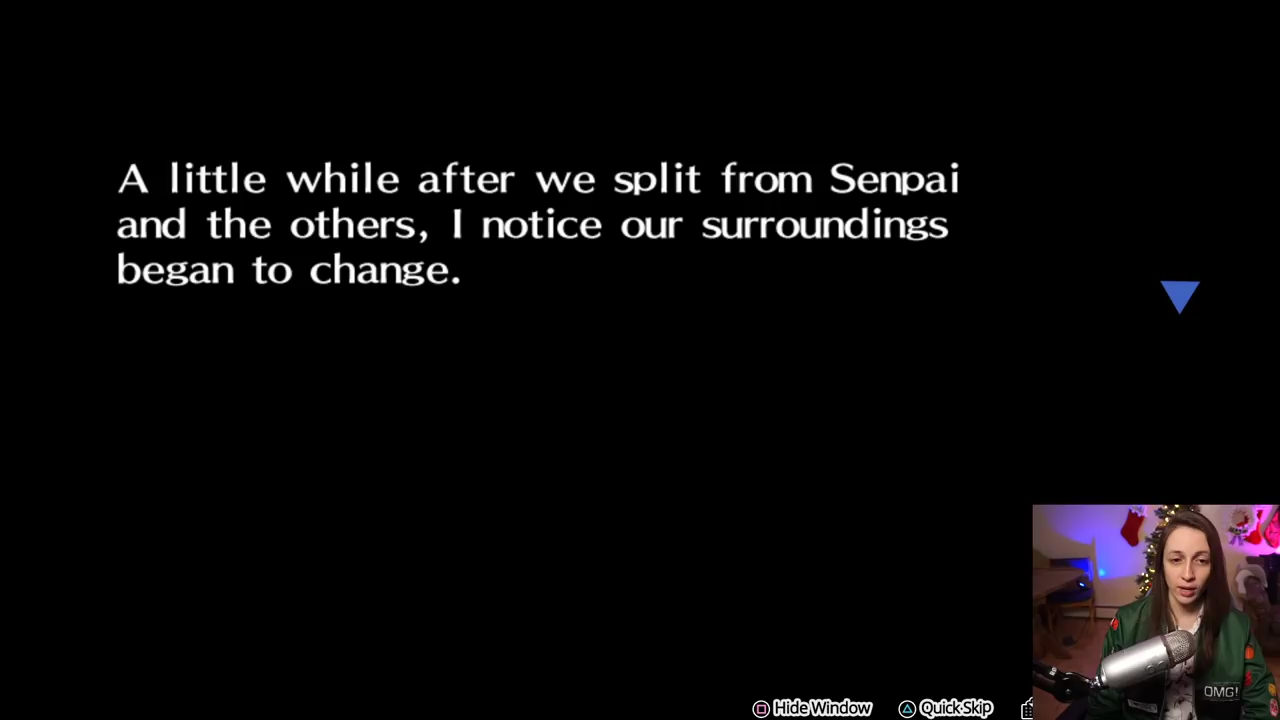 A little while after we split from Senpai
and the others, I notice our surroundings
began to change.
Hide Window
Quick Skip
OMG!